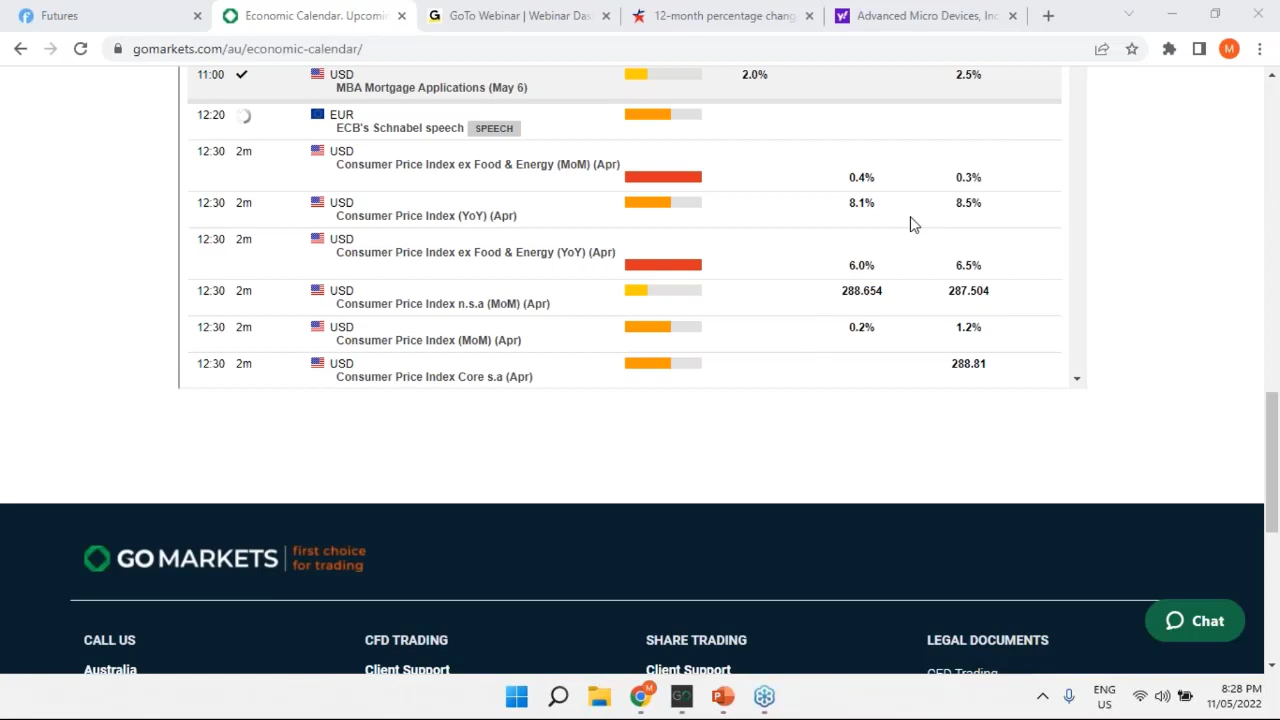 Futures
Economic Calendar. Upcomin
GoTo Webinar | Webinar Das
12-month percentage chang
Advanced Micro Devices, Inc
gomarkets.com/au/economic-calendar/
M
11:00 USD 2.0% 2.5%
MBA Mortgage Applications (May 6)
12:20 EUR
ECB's Schnabel speech SPEECH
12:30 2m USD
Consumer Price Index ex Food & Energy (MoM) (Apr)
0.4% 0.3%
12:30 2m USD 8.1% 8.5%
Consumer Price Index (YoY) (Apr)
12:30 2m USD
Consumer Price Index ex Food & Energy (YoY) (Apr)
6.0% 6.5%
12:30 2m USD 288.654 287.504
Consumer Price Index n.s.a (MoM) (Apr)
12:30 2m USD 0.2% 1.2%
Consumer Price Index (MoM) (Apr)
12:30 2m USD 288.81
Consumer Price Index Core s.a (Apr)
GO MARKETS first choice
for trading
Chat
CALL US CFD TRADING SHARE TRADING LEGAL DOCUMENTS
Australia Client Support Client Support CFD Trading
ENG 8:28 PM
US 11/05/2022